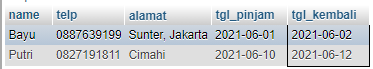 name telp alamat tgl_pinjam tgl_kembali
Bayu 0887639199 Sunter, Jakarta 2021-06-01 2021-06-02
Putri 0827191811 Cimahi 2021-06-10 2021-06-12